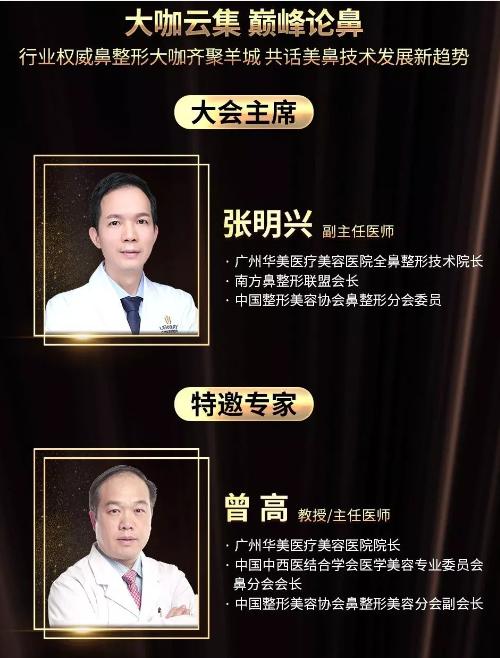 大咖云集 巅峰论鼻
行业权威鼻整形大咖齐聚羊城 共话美鼻技术发展新趋势
大会主席
张明兴 副主任医师
· 广州华美医疗美容医院全鼻整形技术院长
· 南方鼻整形联盟会长
· 中国整形美容协会鼻整形分会委员
特邀专家
曾 高 教授/主任医师
· 广州华美医疗美容医院院长
· 中国中西医结合学会医学美容专业委员会
鼻分会会长
· 中国整形美容协会鼻整形美容分会副会长